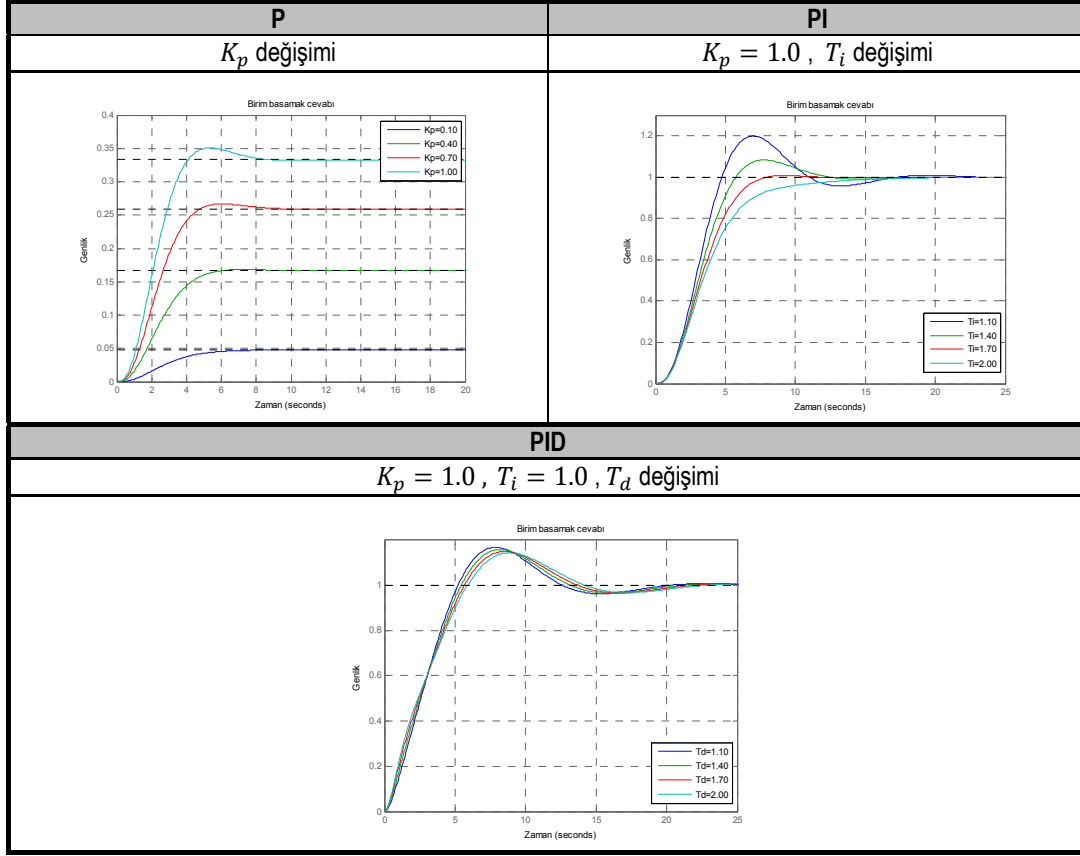 P
PI
K_p değişimi
K_p = 1.0 , T_i değişimi
Birim basamak cevabı
0.4
0.35
0.3
0.25
0.2
0.15
0.1
0.05
0
Genlik
Kp=0.10
Kp=0.40
Kp=0.70
Kp=1.00
0 2 4 6 8 10 12 14 16 18 20
Zaman (seconds)
Birim basamak cevabı
1.2
1
0.8
0.6
0.4
0.2
0
Genlik
Ti=1.10
Ti=1.40
Ti=1.70
Ti=2.00
0 5 10 15 20 25
Zaman (seconds)
PID
K_p = 1.0 , T_i = 1.0 , T_d değişimi
Birim basamak cevabı
1
0.8
0.6
0.4
0.2
0
Genlik
Td=1.10
Td=1.40
Td=1.70
Td=2.00
0 5 10 15 20 25
Zaman (seconds)